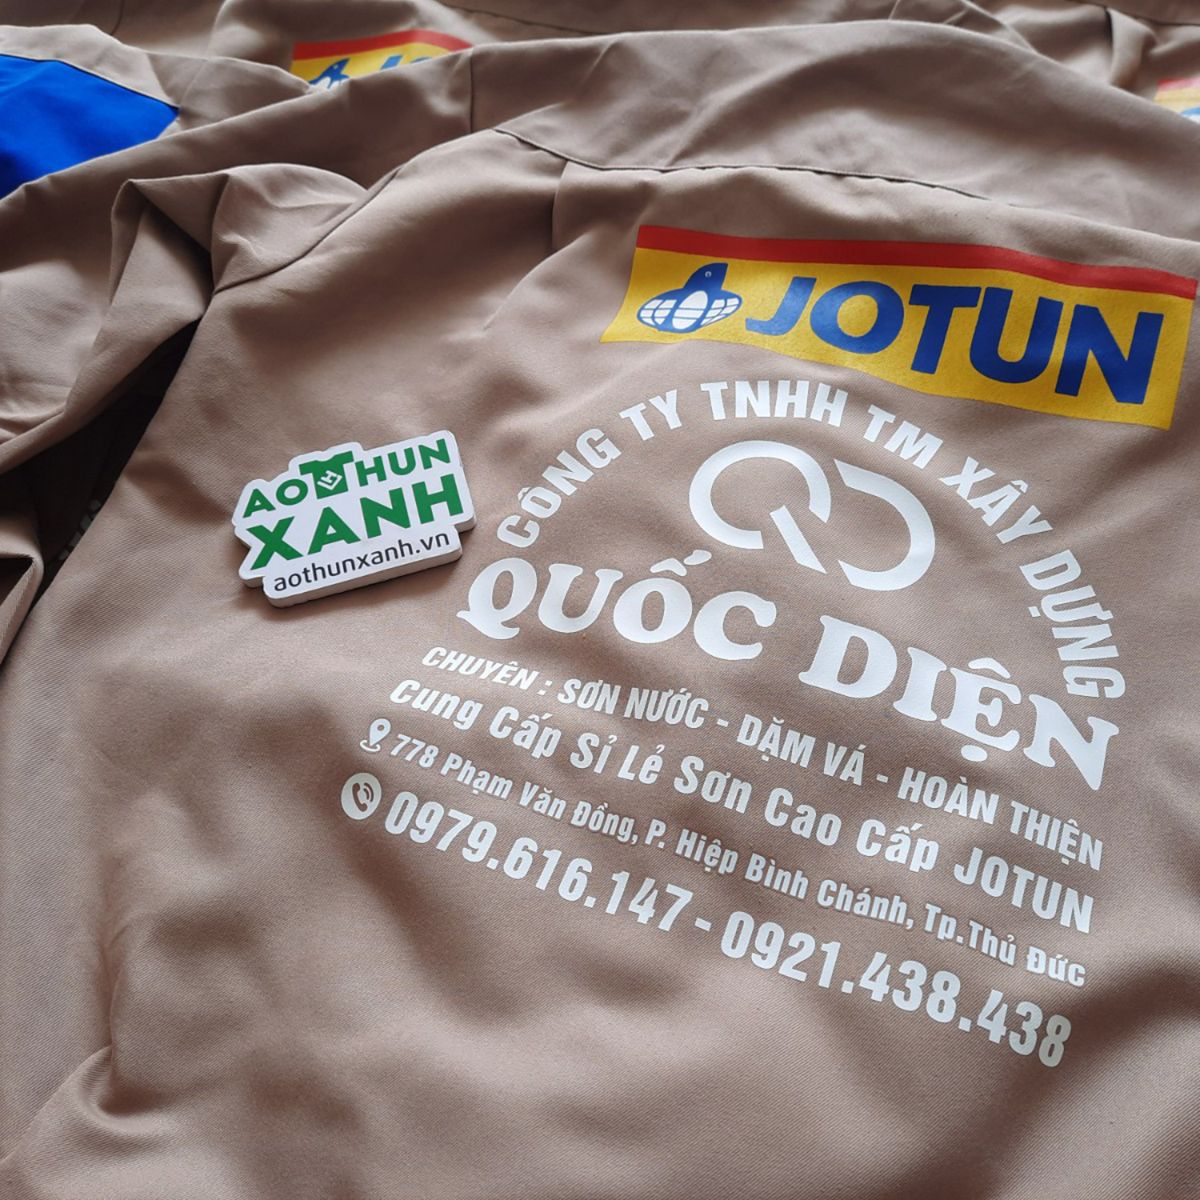 JOTUN
CÔNG TY TNHH TM XÂY DỰNG
QUỐC DIỆN
CHUYÊN : SƠN NƯỚC - DẶM VÁ - HOÀN THIỆN
Cung Cấp Sỉ Lẻ Sơn Cao Cấp JOTUN
778 Phạm Văn Đồng, P. Hiệp Bình Chánh, Tp.Thủ Đức
0979.616.147 - 0921.438.438
AO THUN
XANH
aothunxanh.vn